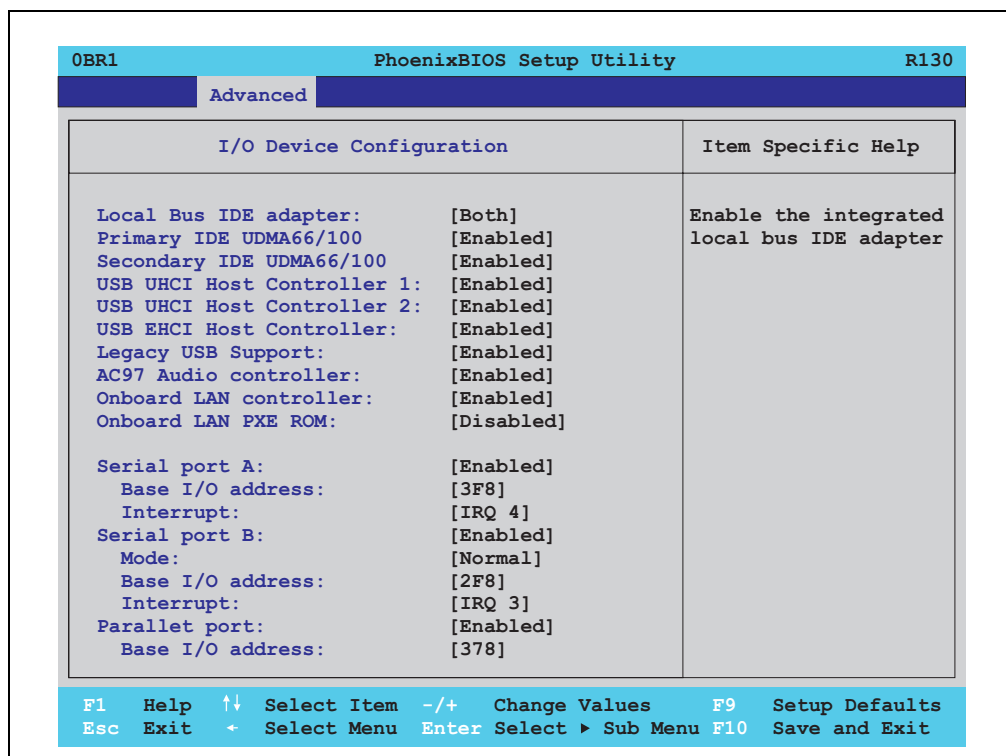 0BR1 PhoenixBIOS Setup Utility R130
Advanced
I/O Device Configuration
Item Specific Help
Local Bus IDE adapter: [Both]
Primary IDE UDMA66/100 [Enabled]
Secondary IDE UDMA66/100 [Enabled]
USB UHCI Host Controller 1: [Enabled]
USB UHCI Host Controller 2: [Enabled]
USB EHCI Host Controller: [Enabled]
Legacy USB Support: [Enabled]
AC97 Audio controller: [Enabled]
Onboard LAN controller: [Enabled]
Onboard LAN PXE ROM: [Disabled]
Serial port A: [Enabled]
Base I/O address: [3F8]
Interrupt: [IRQ 4]
Serial port B: [Enabled]
Mode: [Normal]
Base I/O address: [2F8]
Interrupt: [IRQ 3]
Parallet port: [Enabled]
Base I/O address: [378]
Enable the integrated
local bus IDE adapter
F1 Help ↑↓ Select Item -/+ Change Values F9 Setup Defaults
Esc Exit ← Select Menu Enter Select ▶ Sub Menu F10 Save and Exit